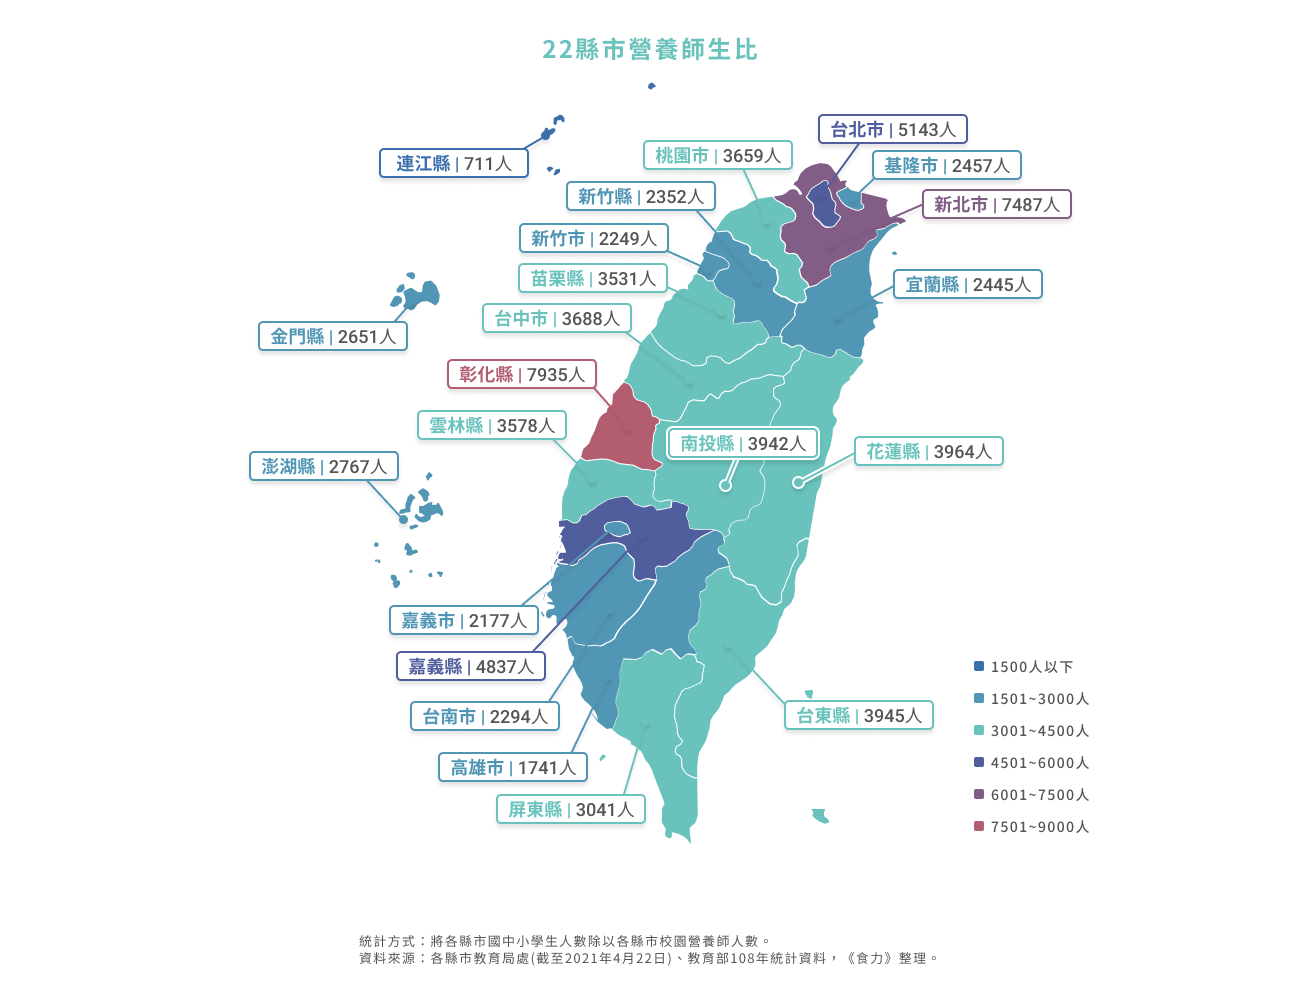 22縣市營養師生比
台北市 | 5143人
連江縣 | 711人
桃園市 | 3659人
基隆市 | 2457人
新竹縣 | 2352人
新北市 | 7487人
新竹市 | 2249人
苗栗縣 | 3531人
宜蘭縣 | 2445人
台中市 | 3688人
金門縣 | 2651人
彰化縣 | 7935人
雲林縣 | 3578人
南投縣 | 3942人
花蓮縣 | 3964人
澎湖縣 | 2767人
嘉義市 | 2177人
嘉義縣 | 4837人
台南市 | 2294人
台東縣 | 3945人
高雄市 | 1741人
屏東縣 | 3041人
1500人以下
1501~3000人
3001~4500人
4501~6000人
6001~7500人
7501~9000人
統計方式：將各縣市國中小學生人數除以各縣市校園營養師人數。
資料來源：各縣市教育局處(截至2021年4月22日)、教育部108年統計資料，《食力》整理。